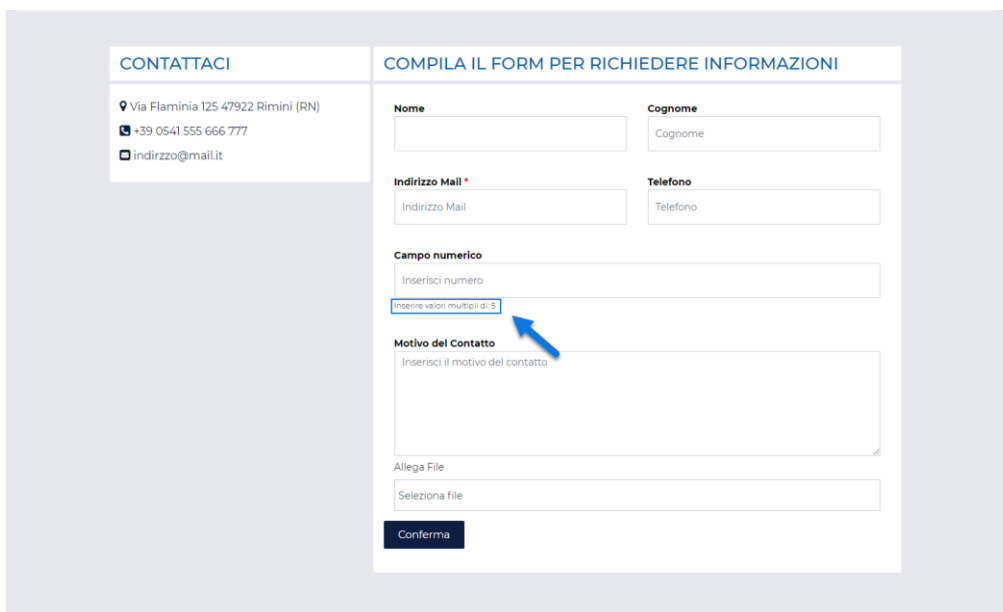 CONTATTACI
Via Flaminia 125 47922 Rimini (RN)
+39 0541 555 666 777
indirzzo@mail.it
COMPILA IL FORM PER RICHIEDERE INFORMAZIONI
Nome
Cognome
Cognome
Indirizzo Mail *
Telefono
Indirizzo Mail
Telefono
Campo numerico
Inserisci numero
Inserire valori multipli di: 5
Motivo del Contatto
Inserisci il motivo del contatto
Allega File
Seleziona file
Conferma